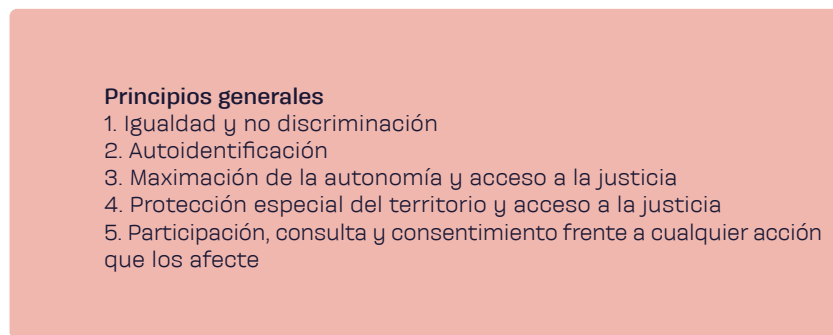 Principios generales
1. Igualdad y no discriminación
2. Autoidentificación
3. Maximación de la autonomía y acceso a la justicia
4. Protección especial del territorio y acceso a la justicia
5. Participación, consulta y consentimiento frente a cualquier acción
que los afecte